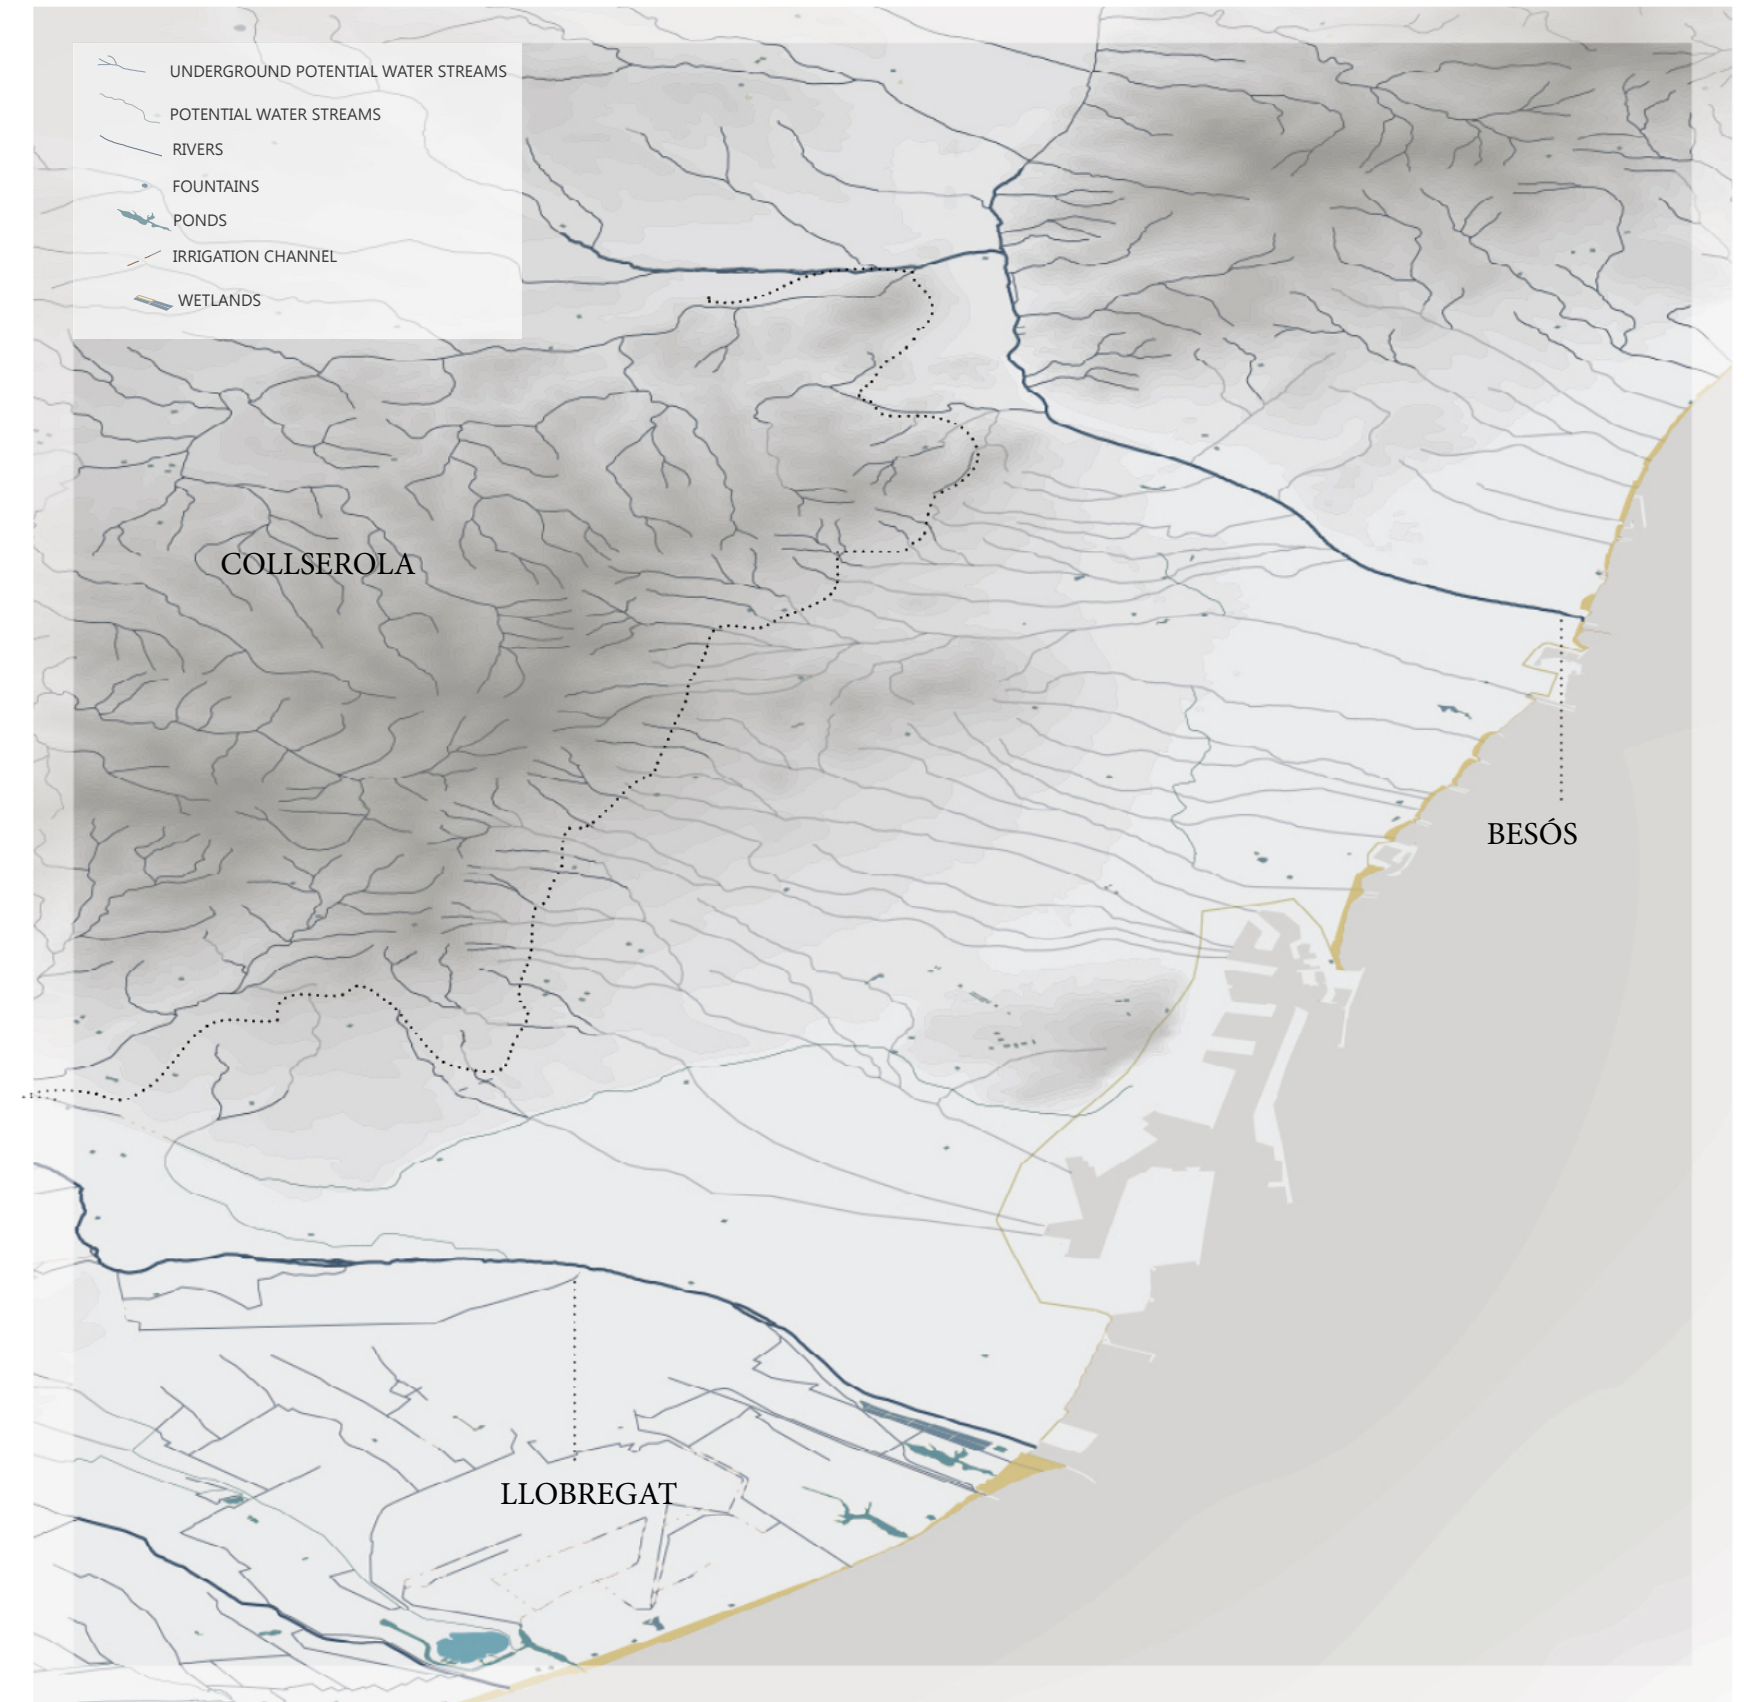 UNDERGROUND POTENTIAL WATER STREAMS
POTENTIAL WATER STREAMS
RIVERS
FOUNTAINS
PONDS
IRRIGATION CHANNEL
WETLANDS
COLLSEROLA
BESÓS
LLOBREGAT